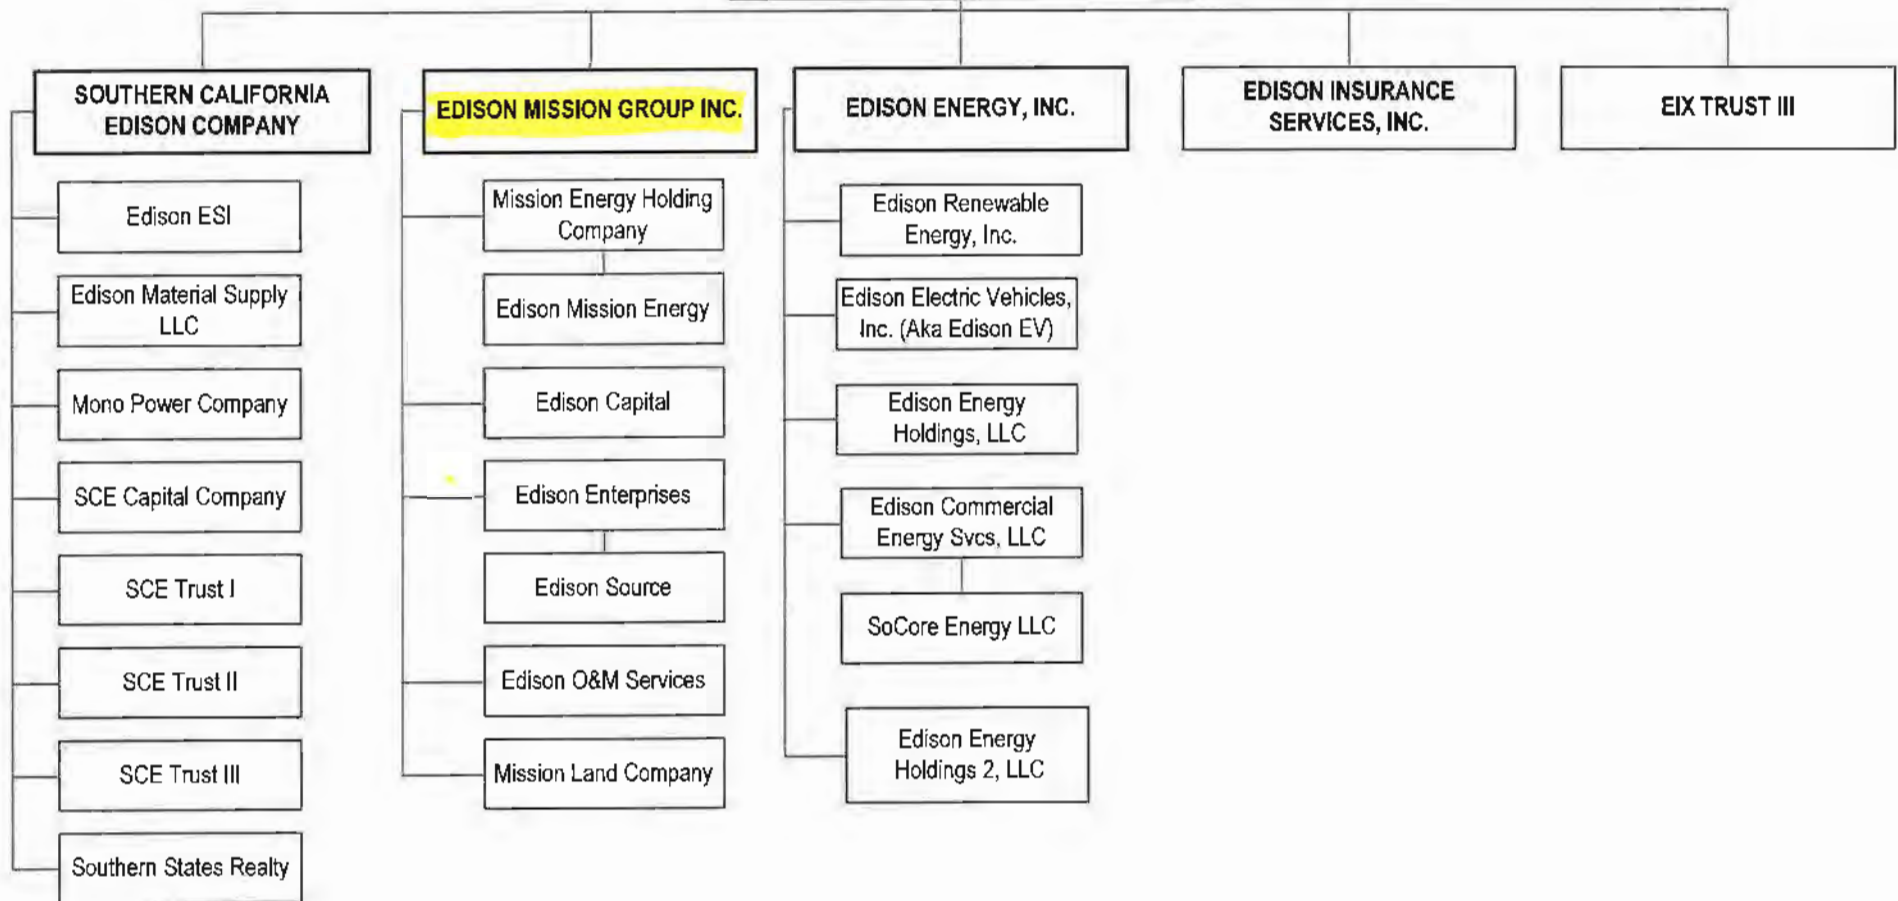 SOUTHERN CALIFORNIA
EDISON COMPANY
Edison ESI
Edison Material Supply
LLC
Mono Power Company
SCE Capital Company
SCE Trust I
SCE Trust II
SCE Trust III
Southern States Realty
EDISON MISSION GROUP INC.
Mission Energy Holding
Company
Edison Mission Energy
Edison Capital
Edison Enterprises
Edison Source
Edison O&M Services
Mission Land Company
EDISON ENERGY, INC.
Edison Renewable
Energy, Inc.
Edison Electric Vehicles,
Inc. (Aka Edison EV)
Edison Energy
Holdings, LLC
Edison Commercial
Energy Svcs, LLC
SoCore Energy LLC
Edison Energy
Holdings 2, LLC
EDISON INSURANCE
SERVICES, INC.
EIX TRUST III